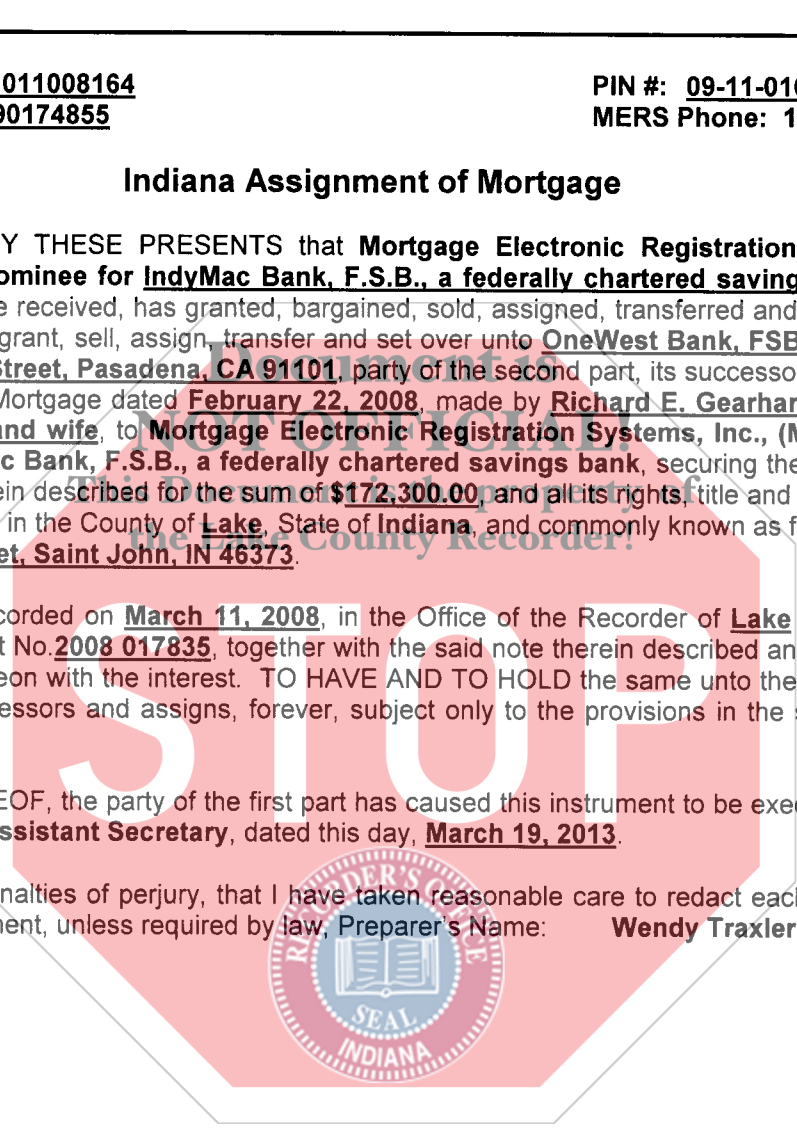 011008164
PIN #: 09-11-010
90174855
MERS Phone: 1
Indiana Assignment of Mortgage
Y THESE PRESENTS that Mortgage Electronic Registration
ominee for IndyMac Bank, F.S.B., a federally chartered saving
e received, has granted, bargained, sold, assigned, transferred and
grant, sell, assign, transfer and set over unto OneWest Bank, FSB
Street, Pasadena, CA 91101, party of the second part, its successo
Document is
Mortgage dated February 22, 2008, made by Richard E. Gearhar
NOT OFFICIAL!
and wife, to Mortgage Electronic Registration Systems, Inc., (M
c Bank, F.S.B., a federally chartered savings bank, securing the
This Document is the property of
ein described for the sum of $172,300.00, and all its rights, title and
in the County of Lake, State of Indiana, and commonly known as f
the Lake County Recorder!
et, Saint John, IN 46373.
corded on March 11, 2008, in the Office of the Recorder of Lake
t No.2008 017835, together with the said note therein described an
eon with the interest. TO HAVE AND TO HOLD the same unto the
essors and assigns, forever, subject only to the provisions in the s
STOP
EOF, the party of the first part has caused this instrument to be exec
ssistant Secretary, dated this day, March 19, 2013.
nalties of perjury, that I have taken reasonable care to redact each
ment, unless required by law, Preparer's Name: Wendy Traxler
RECORDER'S OFFICE
SEAL
INDIANA